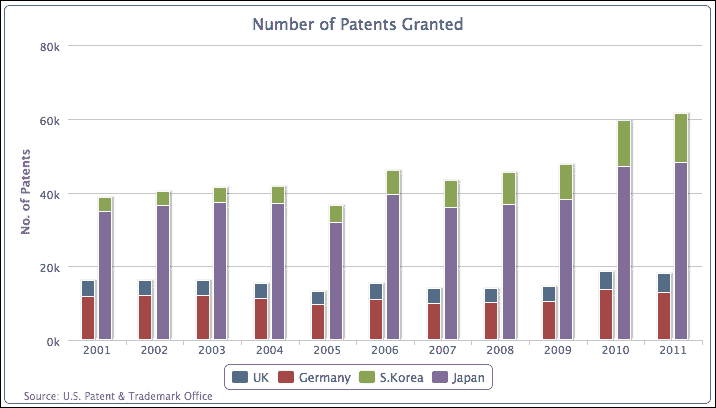 Number of Patents Granted
No. of Patents
80k
60k
40k
20k
0k
2001 2002 2003 2004 2005 2006 2007 2008 2009 2010 2011
UK Germany S.Korea Japan
Source: U.S. Patent & Trademark Office